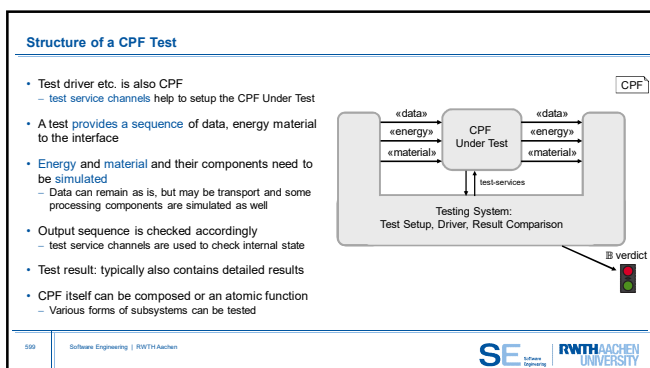 Structure of a CPF Test
• Test driver etc. is also CPF
– test service channels help to setup the CPF Under Test
• A test provides a sequence of data, energy material
to the interface
• Energy and material and their components need to
be simulated
– Data can remain as is, but may be transport and some
processing components are simulated as well
• Output sequence is checked accordingly
– test service channels are used to check internal state
• Test result: typically also contains detailed results
• CPF itself can be composed or an atomic function
– Various forms of subsystems can be tested
CPF
«data»
«energy»
«material»
CPF
Under Test
«data»
«energy»
«material»
test-services
Testing System:
Test Setup, Driver, Result Comparison
𝔹 verdict
599
Software Engineering | RWTH Aachen
SE Software
Engineering
RWTHAACHEN
UNIVERSITY